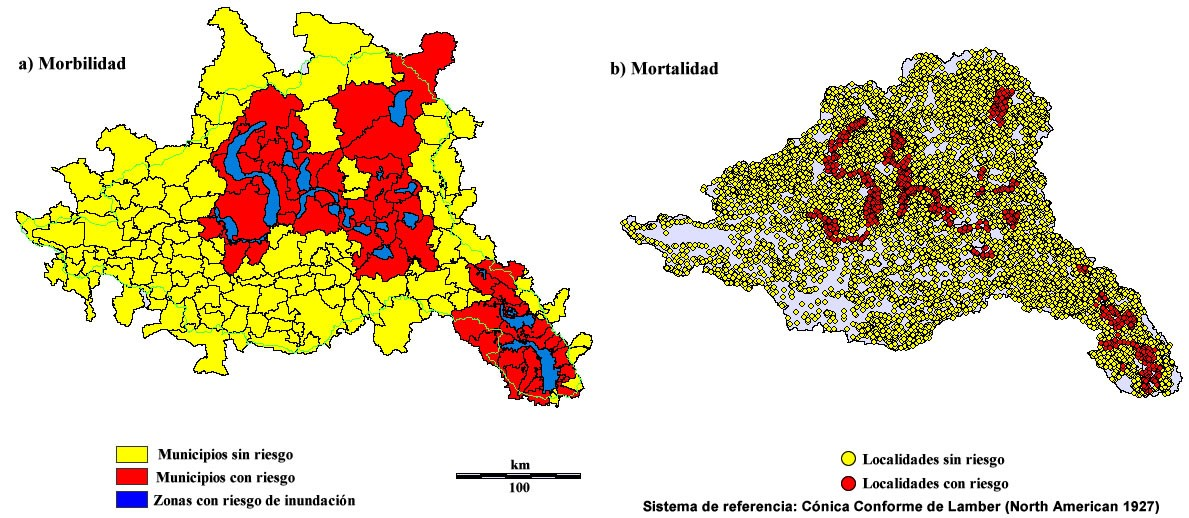 a) Morbilidad
b) Mortalidad
Municipios sin riesgo
Municipios con riesgo
Zonas con riesgo de inundación
km
100
Localidades sin riesgo
Localidades con riesgo
Sistema de referencia: Cónica Conforme de Lamber (North American 1927)